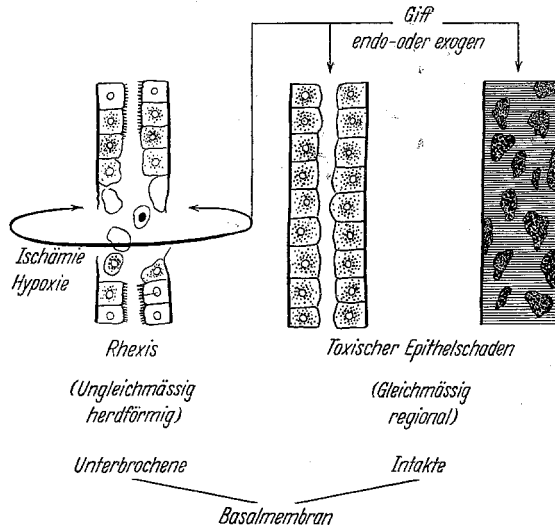 Gift
endo-oder exogen
Ischämie
Hypoxie
Rhexis
(Ungleichmässig
herdförmig)
Toxischer Epithelschaden
(Gleichmässig
regional)
Unterbrochene
Intakte
Basalmembran